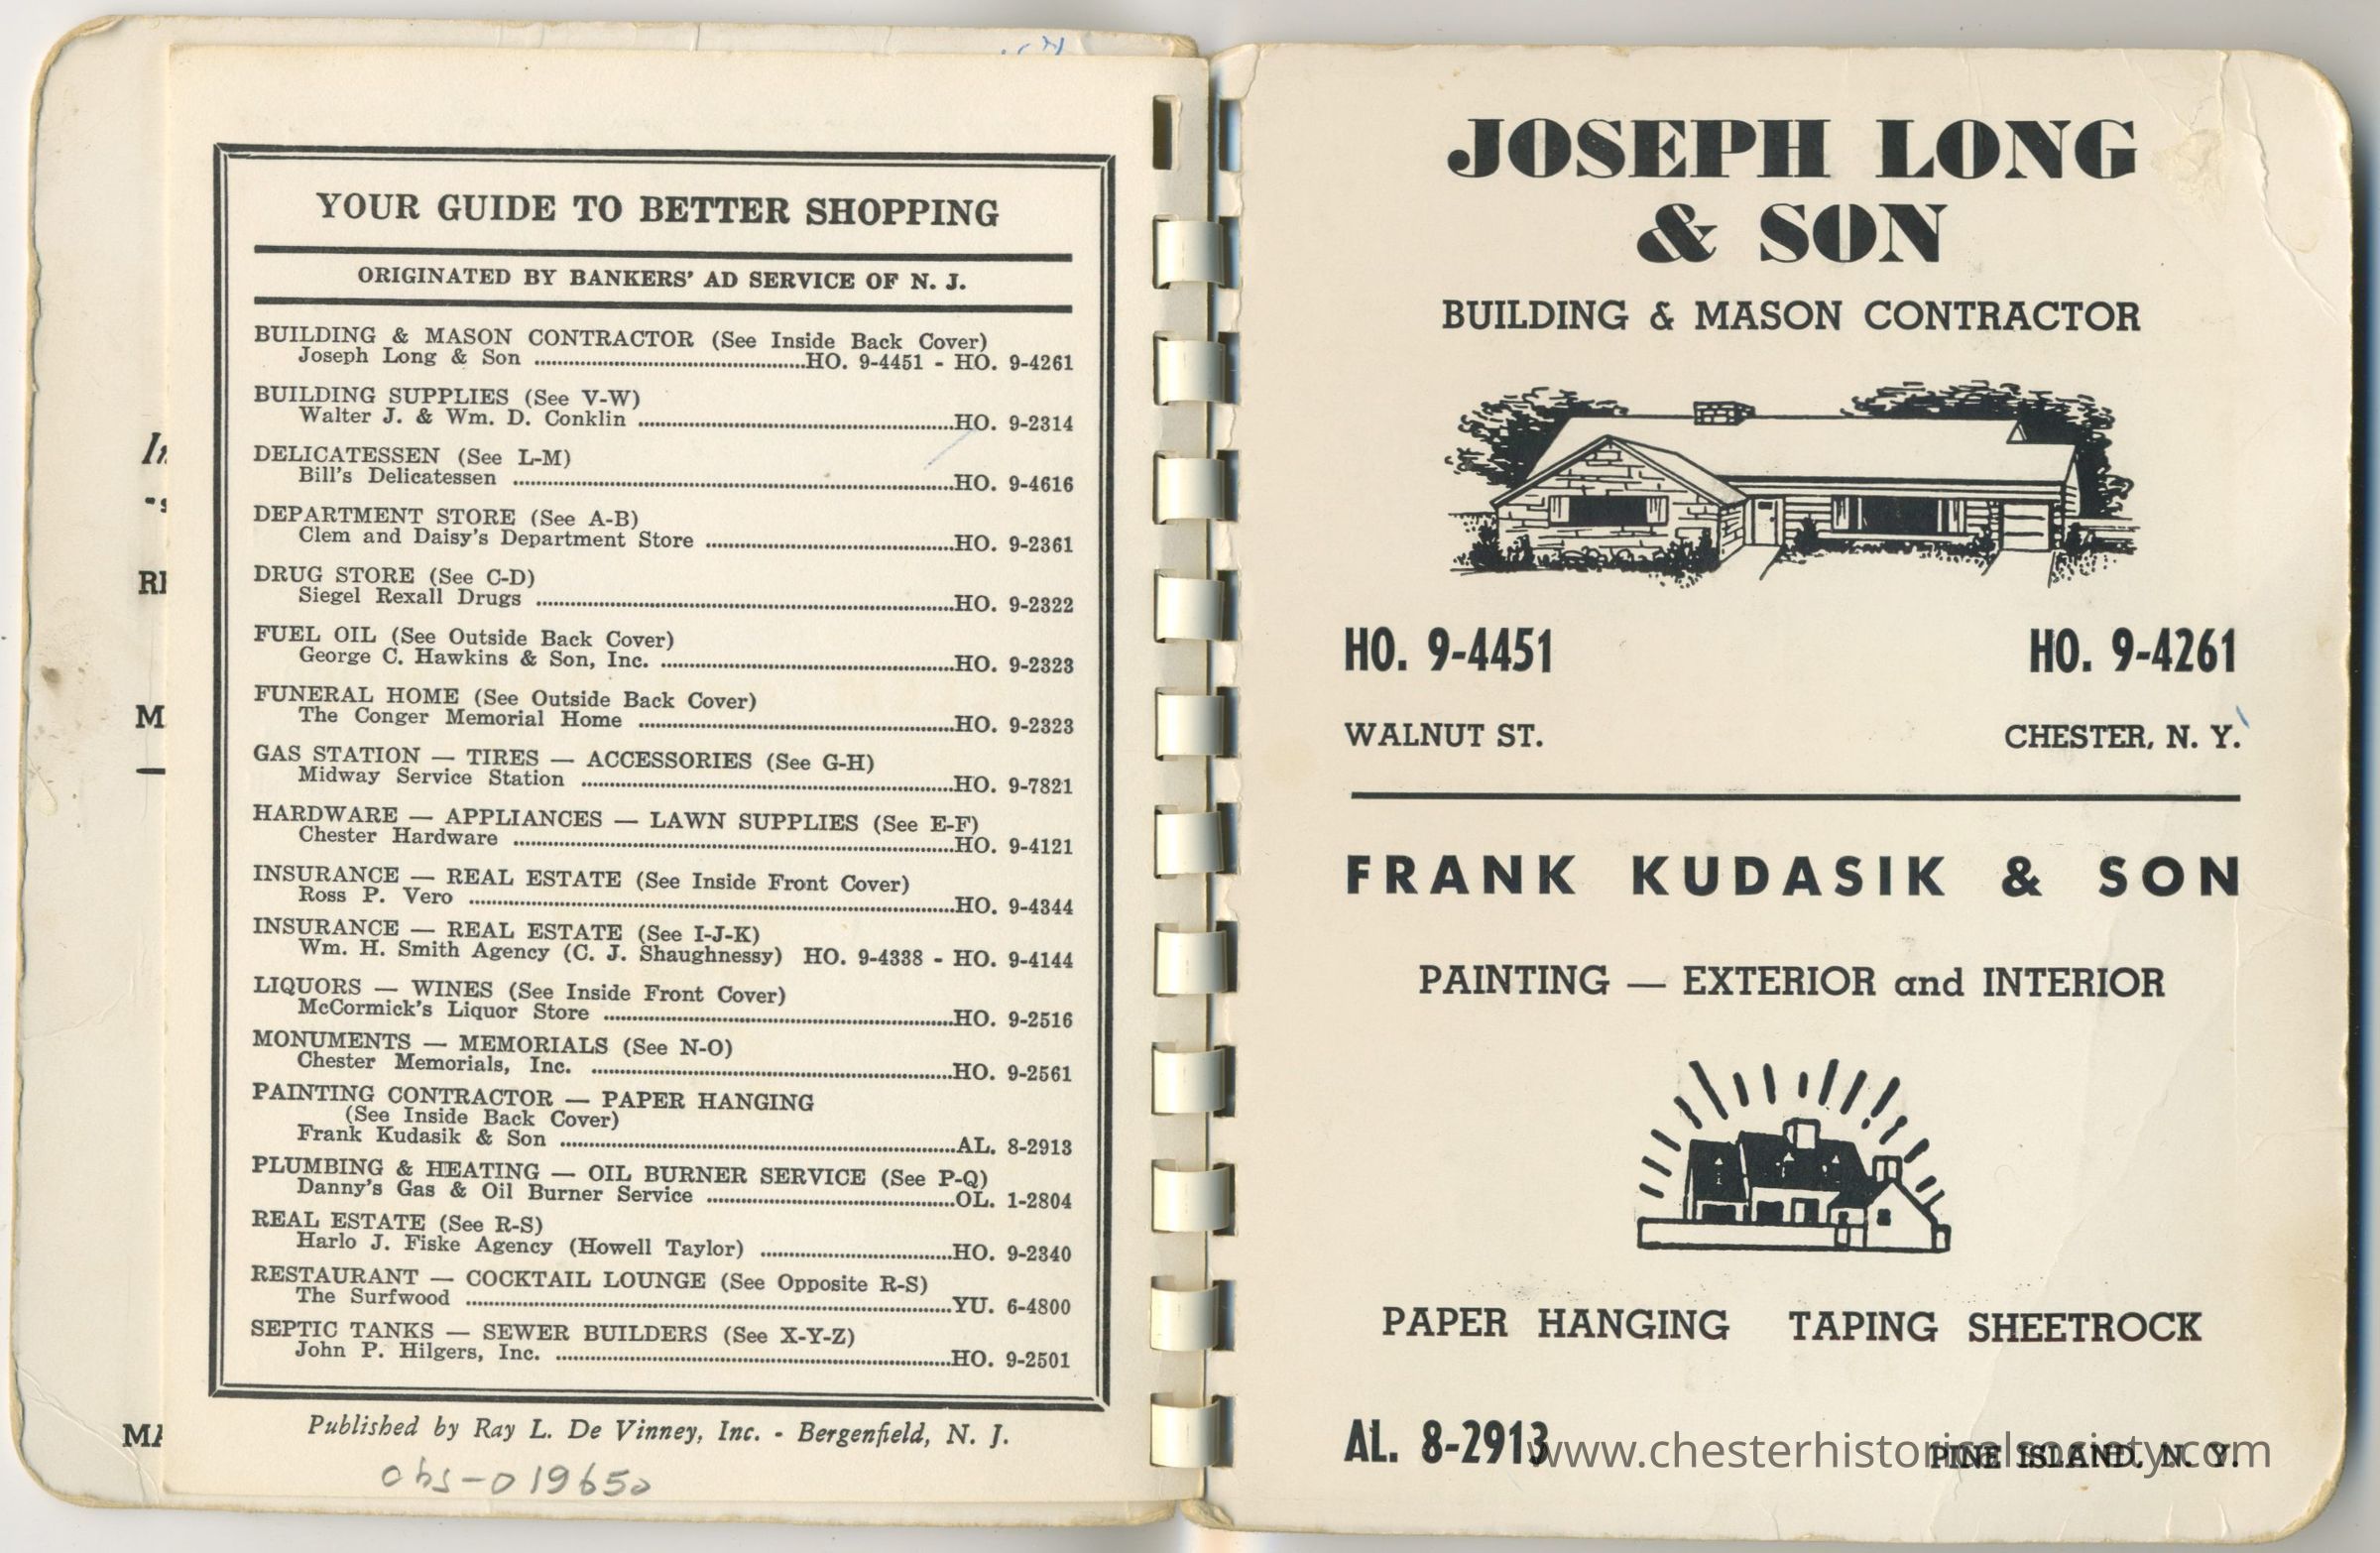 YOUR GUIDE TO BETTER SHOPPING
ORIGINATED BY BANKERS' AD SERVICE OF N. J.
BUILDING & MASON CONTRACTOR (See Inside Back Cover)
Joseph Long & Son ........HO. 9-4451 - HO. 9-4261
BUILDING SUPPLIES (See V-W)
Walter J. & Wm. D. Conklin ........HO. 9-2314
DELICATESSEN (See L-M)
Bill's Delicatessen ........HO. 9-4616
DEPARTMENT STORE (See A-B)
Clem and Daisy's Department Store ........HO. 9-2361
DRUG STORE (See C-D)
Siegel Rexall Drugs ........HO. 9-2322
FUEL OIL (See Outside Back Cover)
George C. Hawkins & Son, Inc. ........HO. 9-2323
FUNERAL HOME (See Outside Back Cover)
The Conger Memorial Home ........HO. 9-2323
GAS STATION — TIRES — ACCESSORIES (See G-H)
Midway Service Station ........HO. 9-7821
HARDWARE — APPLIANCES — LAWN SUPPLIES (See E-F)
Chester Hardware ........HO. 9-4121
INSURANCE — REAL ESTATE (See Inside Front Cover)
Ross P. Vero ........HO. 9-4344
INSURANCE — REAL ESTATE (See I-J-K)
Wm. H. Smith Agency (C. J. Shaughnessy) HO. 9-4338 - HO. 9-4144
LIQUORS — WINES (See Inside Front Cover)
McCormick's Liquor Store ........HO. 9-2516
MONUMENTS — MEMORIALS (See N-O)
Chester Memorials, Inc. ........HO. 9-2561
PAINTING CONTRACTOR — PAPER HANGING
(See Inside Back Cover)
Frank Kudasik & Son ........AL. 8-2913
PLUMBING & HEATING — OIL BURNER SERVICE (See P-Q)
Danny's Gas & Oil Burner Service ........OL. 1-2804
REAL ESTATE (See R-S)
Harlo J. Fiske Agency (Howell Taylor) ........HO. 9-2340
RESTAURANT — COCKTAIL LOUNGE (See Opposite R-S)
The Surfwood ........YU. 6-4800
SEPTIC TANKS — SEWER BUILDERS (See X-Y-Z)
John P. Hilgers, Inc. ........HO. 9-2501
Published by Ray L. De Vinney, Inc. - Bergenfield, N. J.
chs-019650
JOSEPH LONG
& SON
BUILDING & MASON CONTRACTOR
HO. 9-4451 HO. 9-4261
WALNUT ST. CHESTER, N. Y.
FRANK KUDASIK & SON
PAINTING — EXTERIOR and INTERIOR
PAPER HANGING TAPING SHEETROCK
AL. 8-2913 PINE ISLAND, N. Y.
www.chesterhistoricalsociety.com